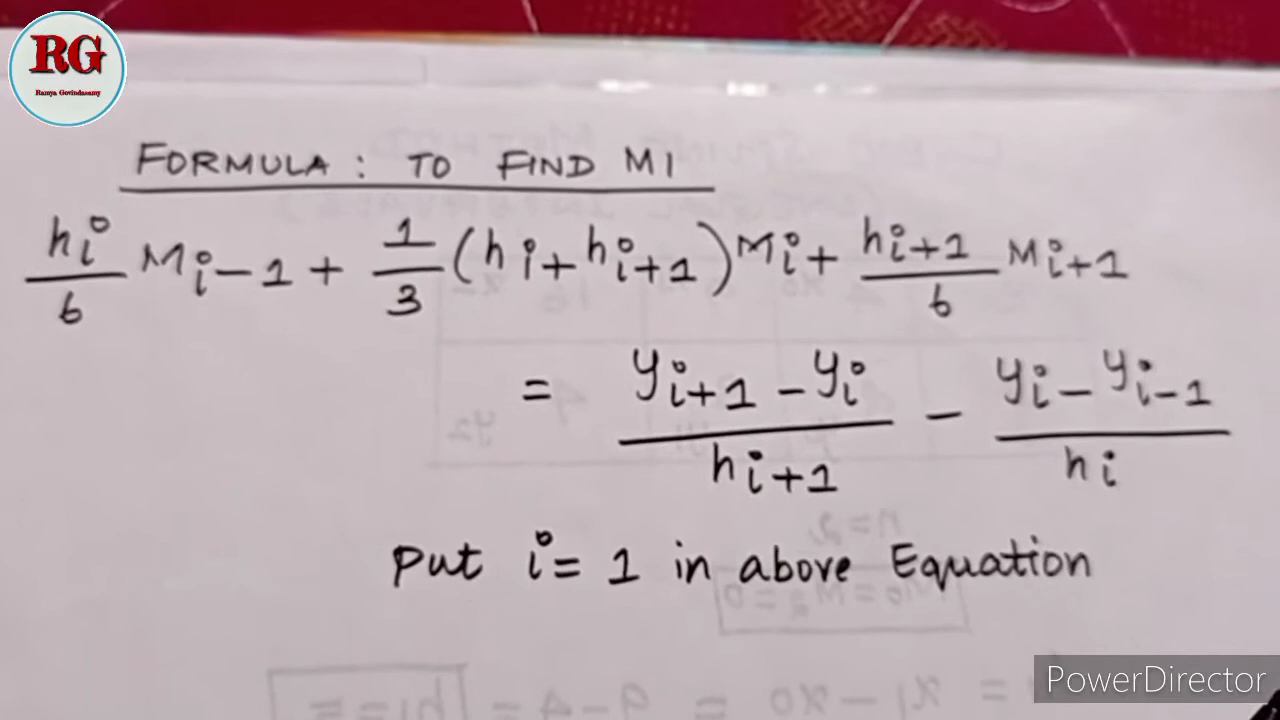 RG
Ramya Govindasamy
FORMULA : TO FIND M1
hi/6 Mi-1 + 1/3 (hi+hi+1) Mi + hi+1/6 Mi+1
= yi+1 - yi/hi+1 - yi - yi-1/hi
Put i = 1 in above Equation
PowerDirector